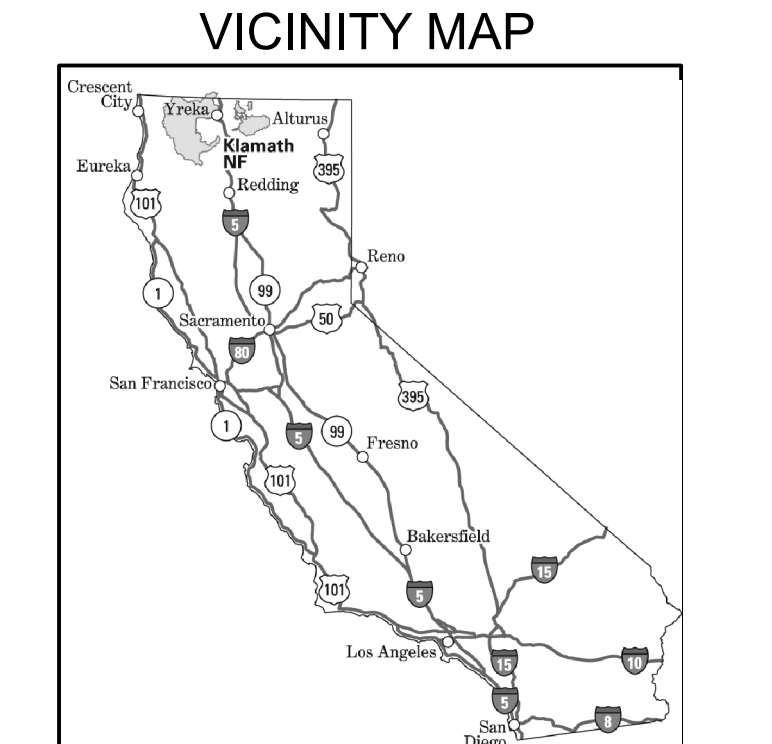 VICINITY MAP
Crescent
City
Yreka
Alturus
Klamath
NF
Eureka
395
Redding
101
5
Reno
1
99
50
Sacramento
80
San Francisco
395
1
5
99
Fresno
101
Bakersfield
15
101
5
Los Angeles
15
10
5
8
San
Diego